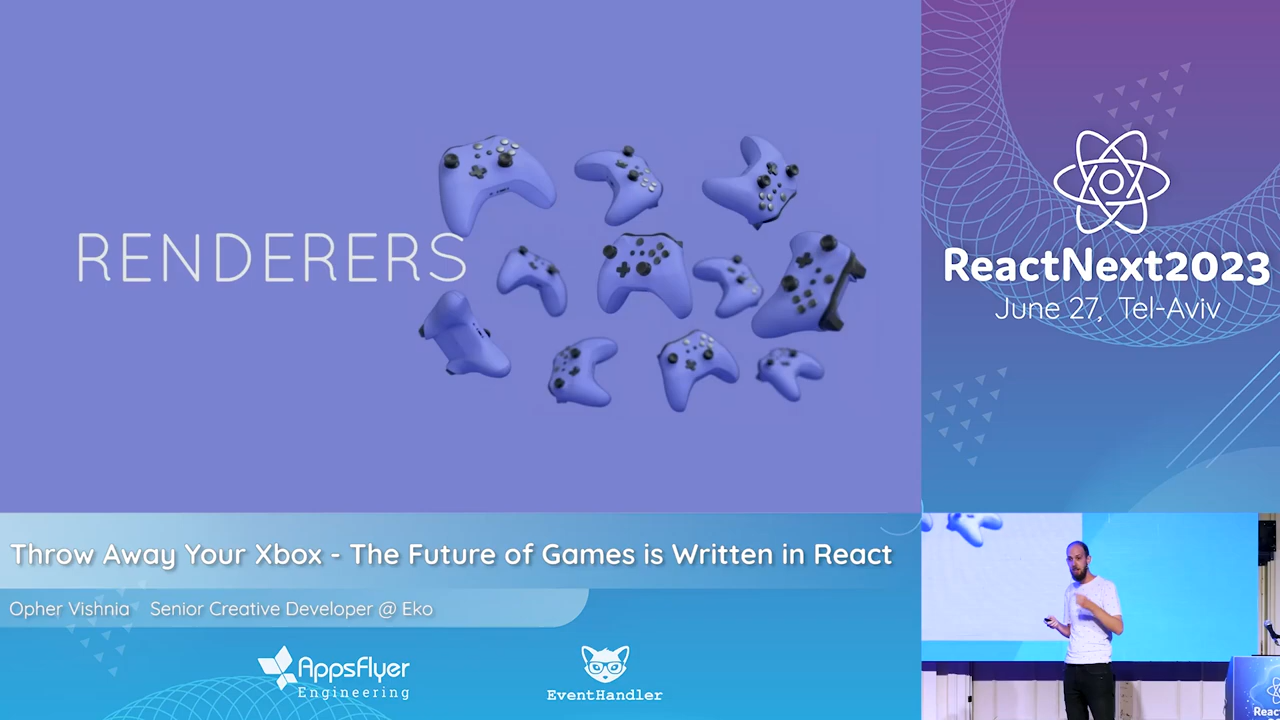 RENDERERS
ReactNext2023
June 27, Tel-Aviv
Throw Away Your Xbox - The Future of Games is Written in React
Opher Vishnia Senior Creative Developer @ Eko
AppsFlyer
Engineering
EventHandler
React